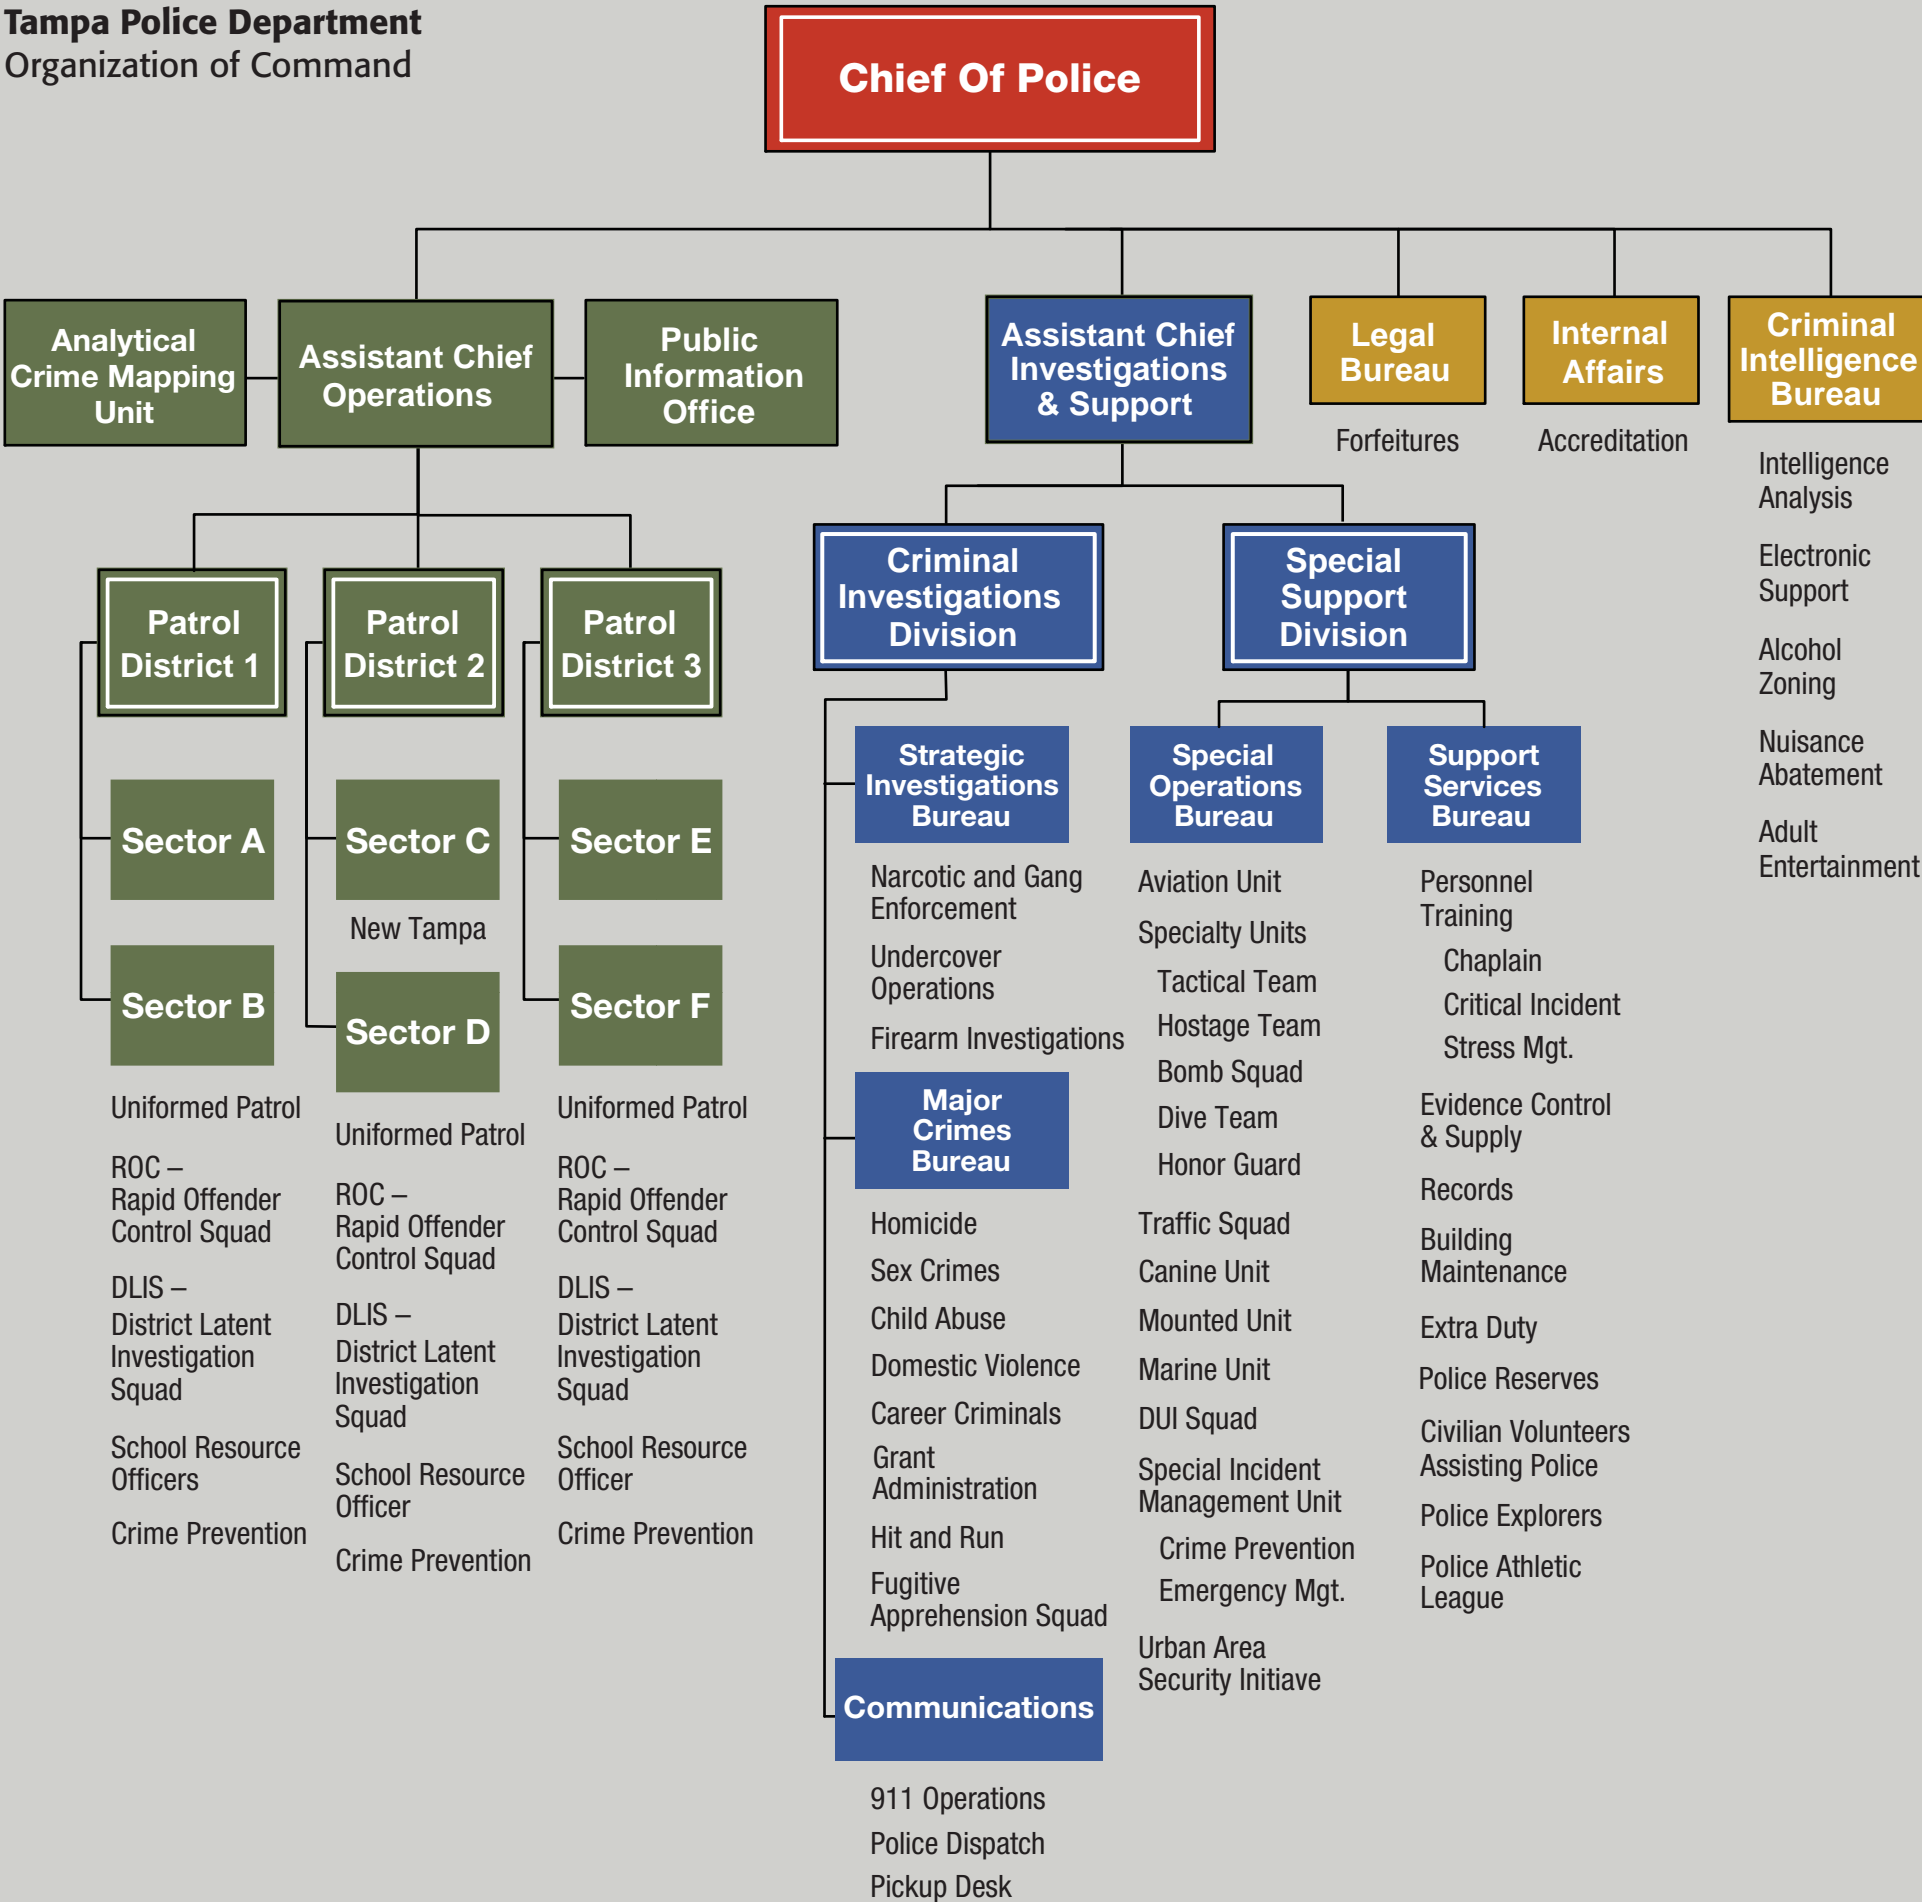 Tampa Police Department
Organization of Command
Chief Of Police
Analytical
Crime Mapping
Unit
Assistant Chief
Operations
Public
Information
Office
Assistant Chief
Investigations
& Support
Legal
Bureau
Forfeitures
Internal
Affairs
Accreditation
Criminal
Intelligence
Bureau
Intelligence
Analysis
Electronic
Support
Alcohol
Zoning
Nuisance
Abatement
Adult
Entertainment
Patrol
District 1
Sector A
Sector B
Uniformed Patrol
ROC –
Rapid Offender
Control Squad
DLIS –
District Latent
Investigation
Squad
School Resource
Officers
Crime Prevention
Patrol
District 2
Sector C
New Tampa
Sector D
Uniformed Patrol
ROC –
Rapid Offender
Control Squad
DLIS –
District Latent
Investigation
Squad
School Resource
Officer
Crime Prevention
Patrol
District 3
Sector E
Sector F
Uniformed Patrol
ROC –
Rapid Offender
Control Squad
DLIS –
District Latent
Investigation
Squad
School Resource
Officer
Crime Prevention
Criminal
Investigations
Division
Strategic
Investigations
Bureau
Narcotic and Gang
Enforcement
Undercover
Operations
Firearm Investigations
Major
Crimes
Bureau
Homicide
Sex Crimes
Child Abuse
Domestic Violence
Career Criminals
Grant
Administration
Hit and Run
Fugitive
Apprehension Squad
Communications
911 Operations
Police Dispatch
Pickup Desk
Special
Support
Division
Special
Operations
Bureau
Aviation Unit
Specialty Units
Tactical Team
Hostage Team
Bomb Squad
Dive Team
Honor Guard
Traffic Squad
Canine Unit
Mounted Unit
Marine Unit
DUI Squad
Special Incident
Management Unit
Crime Prevention
Emergency Mgt.
Urban Area
Security Initiave
Support
Services
Bureau
Personnel
Training
Chaplain
Critical Incident
Stress Mgt.
Evidence Control
& Supply
Records
Building
Maintenance
Extra Duty
Police Reserves
Civilian Volunteers
Assisting Police
Police Explorers
Police Athletic
League